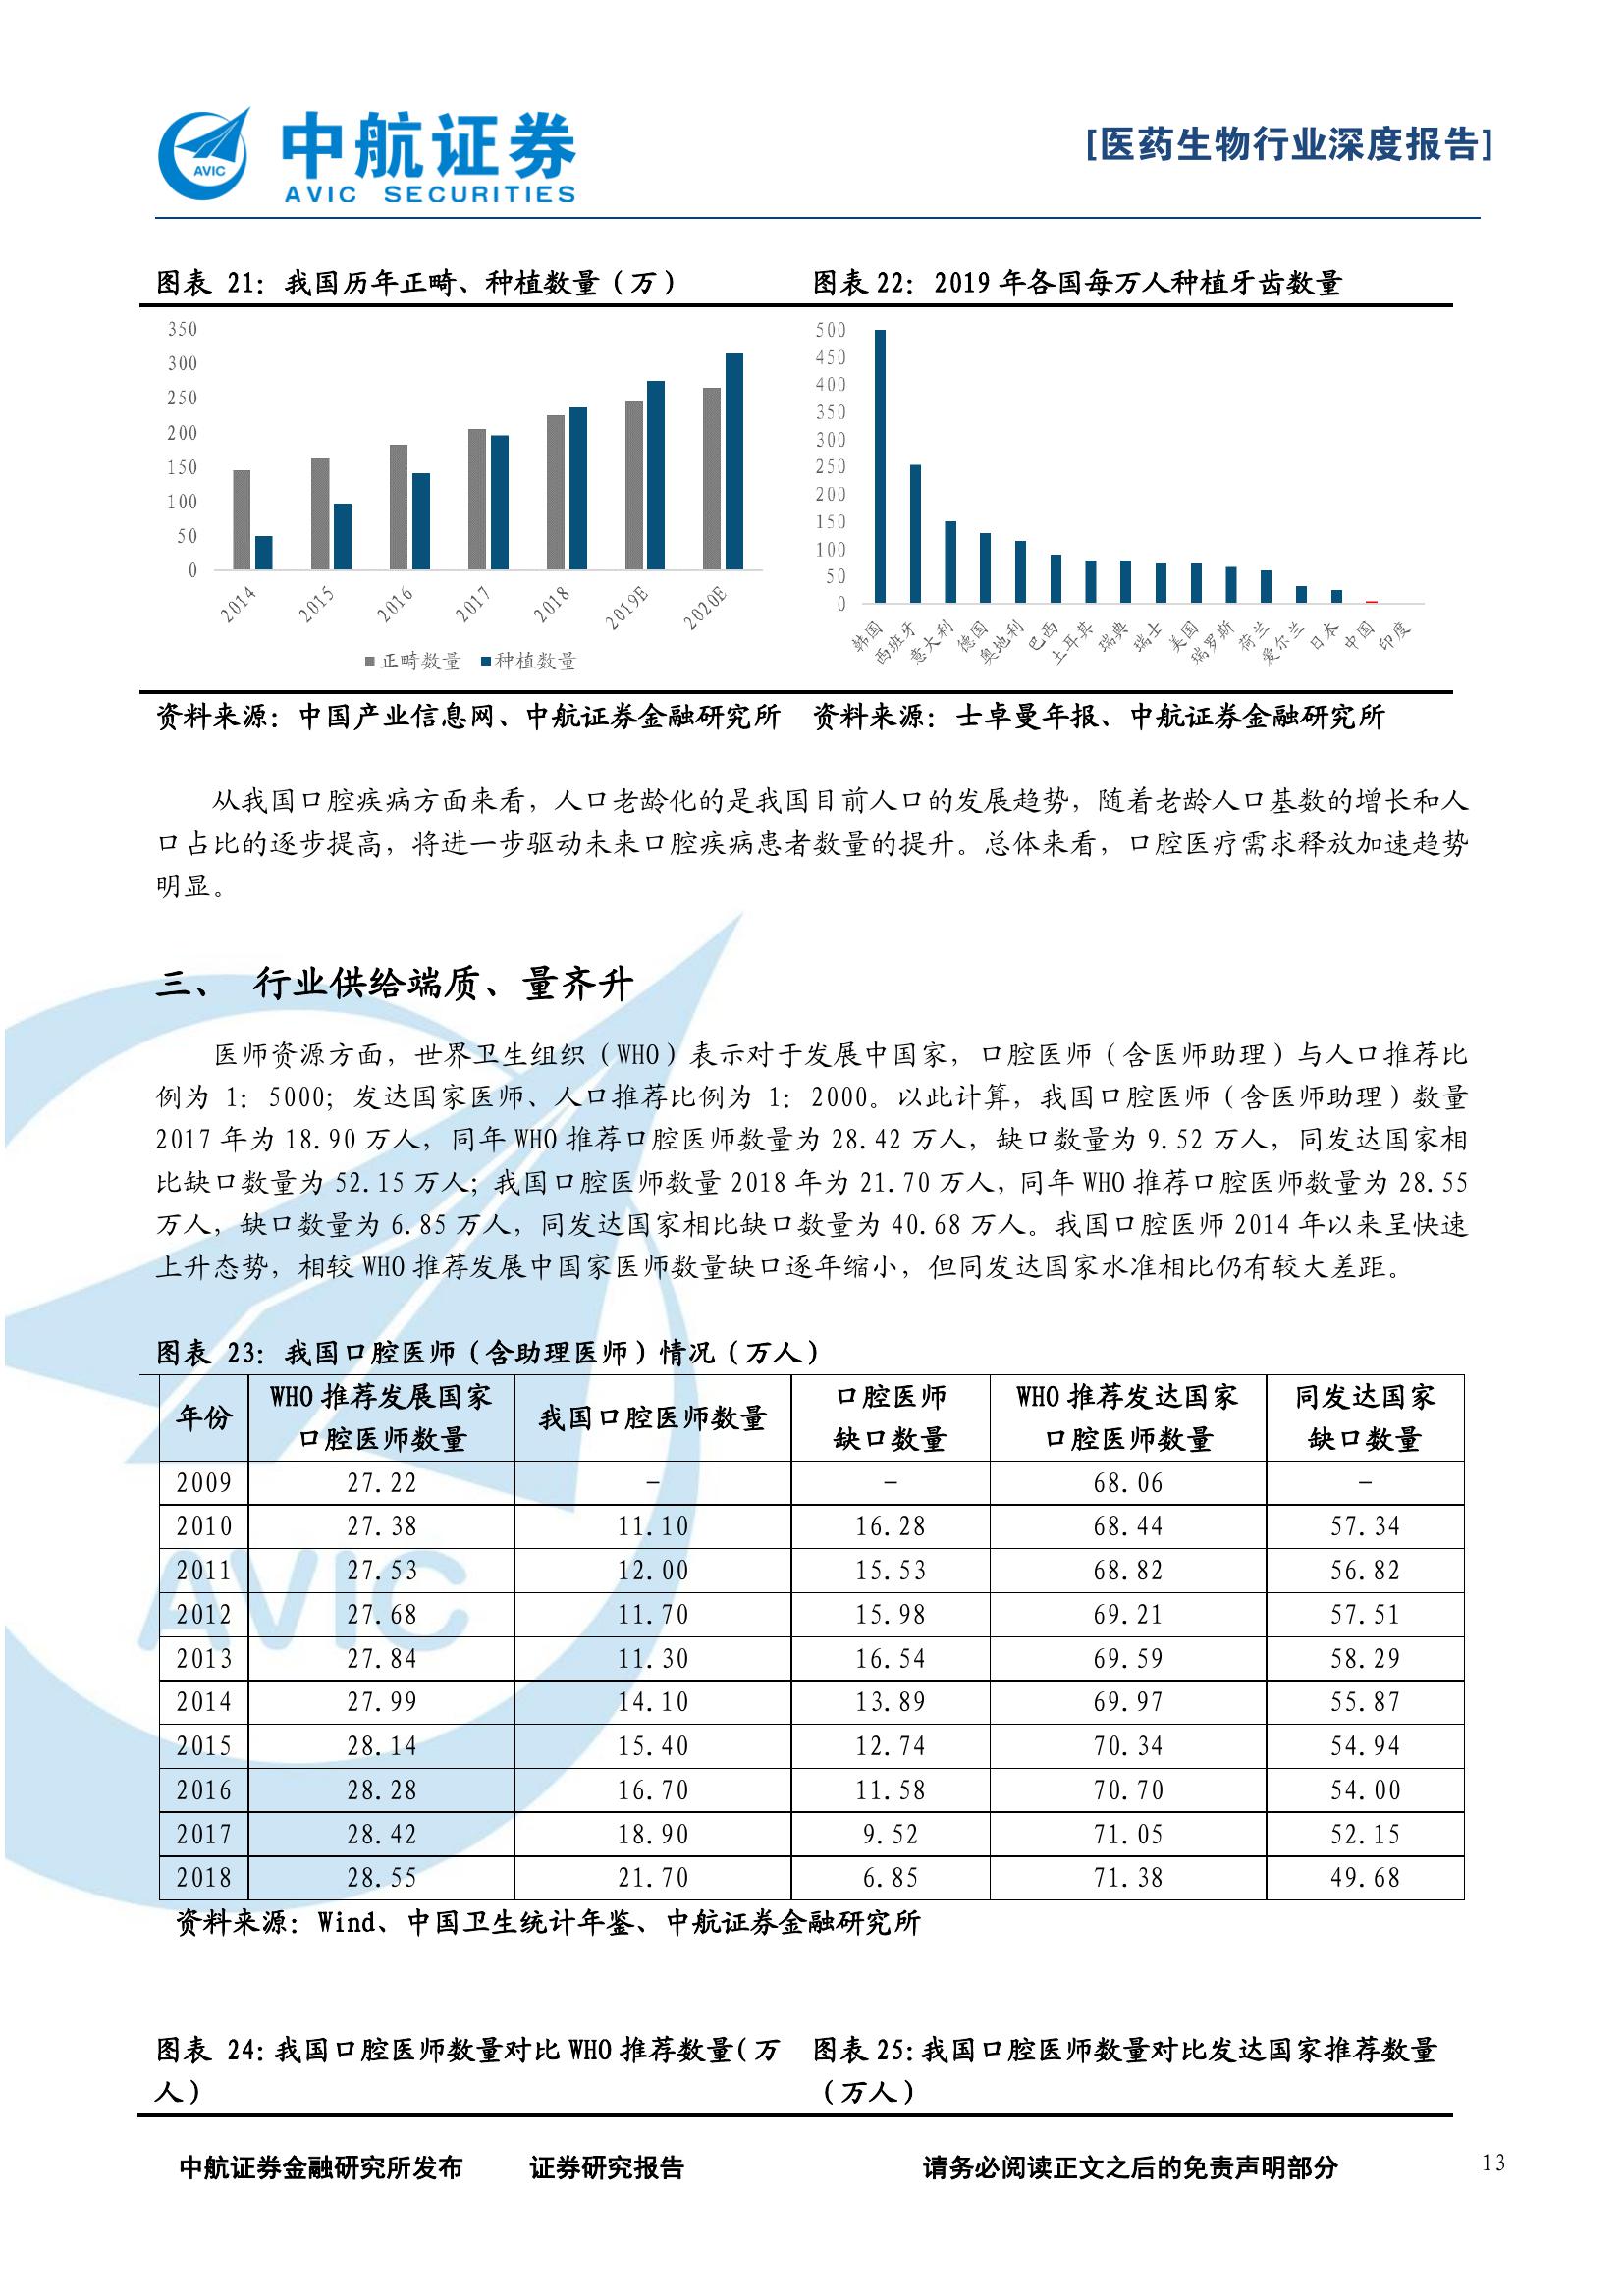 中航证券
AVIC SECURITIES
AVIC
[医药生物行业深度报告]
图表 21：我国历年正畸、种植数量（万）
350
300
250
200
150
100
50
0
2014
2015
2016
2017
2018
2019E
2020E
正畸数量 种植数量
资料来源：中国产业信息网、中航证券金融研究所
图表 22：2019 年各国每万人种植牙齿数量
500
450
400
350
300
250
200
150
100
50
0
韩国
西班牙
意大利
德国
奥地利
巴西
土耳其
瑞典
瑞士
美国
瑞罗斯
荷兰
爱尔兰
日本
中国
印度
资料来源：士卓曼年报、中航证券金融研究所
从我国口腔疾病方面来看，人口老龄化的是我国目前人口的发展趋势，随着老龄人口基数的增长和人
口占比的逐步提高，将进一步驱动未来口腔疾病患者数量的提升。总体来看，口腔医疗需求释放加速趋势
明显。
三、 行业供给端质、量齐升
医师资源方面，世界卫生组织（WHO）表示对于发展中国家，口腔医师（含医师助理）与人口推荐比
例为 1：5000；发达国家医师、人口推荐比例为 1：2000。以此计算，我国口腔医师（含医师助理）数量
2017 年为 18.90 万人，同年 WHO 推荐口腔医师数量为 28.42 万人，缺口数量为 9.52 万人，同发达国家相
比缺口数量为 52.15 万人；我国口腔医师数量 2018 年为 21.70 万人，同年 WHO 推荐口腔医师数量为 28.55
万人，缺口数量为 6.85 万人，同发达国家相比缺口数量为 40.68 万人。我国口腔医师 2014 年以来呈快速
上升态势，相较 WHO 推荐发展中国家医师数量缺口逐年缩小，但同发达国家水准相比仍有较大差距。
图表 23：我国口腔医师（含助理医师）情况（万人）
年份 WHO 推荐发展国家口腔医师数量 我国口腔医师数量 口腔医师缺口数量 WHO 推荐发达国家口腔医师数量 同发达国家缺口数量
2009 27.22 - - 68.06 -
2010 27.38 11.10 16.28 68.44 57.34
2011 27.53 12.00 15.53 68.82 56.82
2012 27.68 11.70 15.98 69.21 57.51
2013 27.84 11.30 16.54 69.59 58.29
2014 27.99 14.10 13.89 69.97 55.87
2015 28.14 15.40 12.74 70.34 54.94
2016 28.28 16.70 11.58 70.70 54.00
2017 28.42 18.90 9.52 71.05 52.15
2018 28.55 21.70 6.85 71.38 49.68
资料来源：Wind、中国卫生统计年鉴、中航证券金融研究所
AVIC
图表 24：我国口腔医师数量对比 WHO 推荐数量（万
人）
图表 25：我国口腔医师数量对比发达国家推荐数量
（万人）
中航证券金融研究所发布 证券研究报告 请务必阅读正文之后的免责声明部分 13